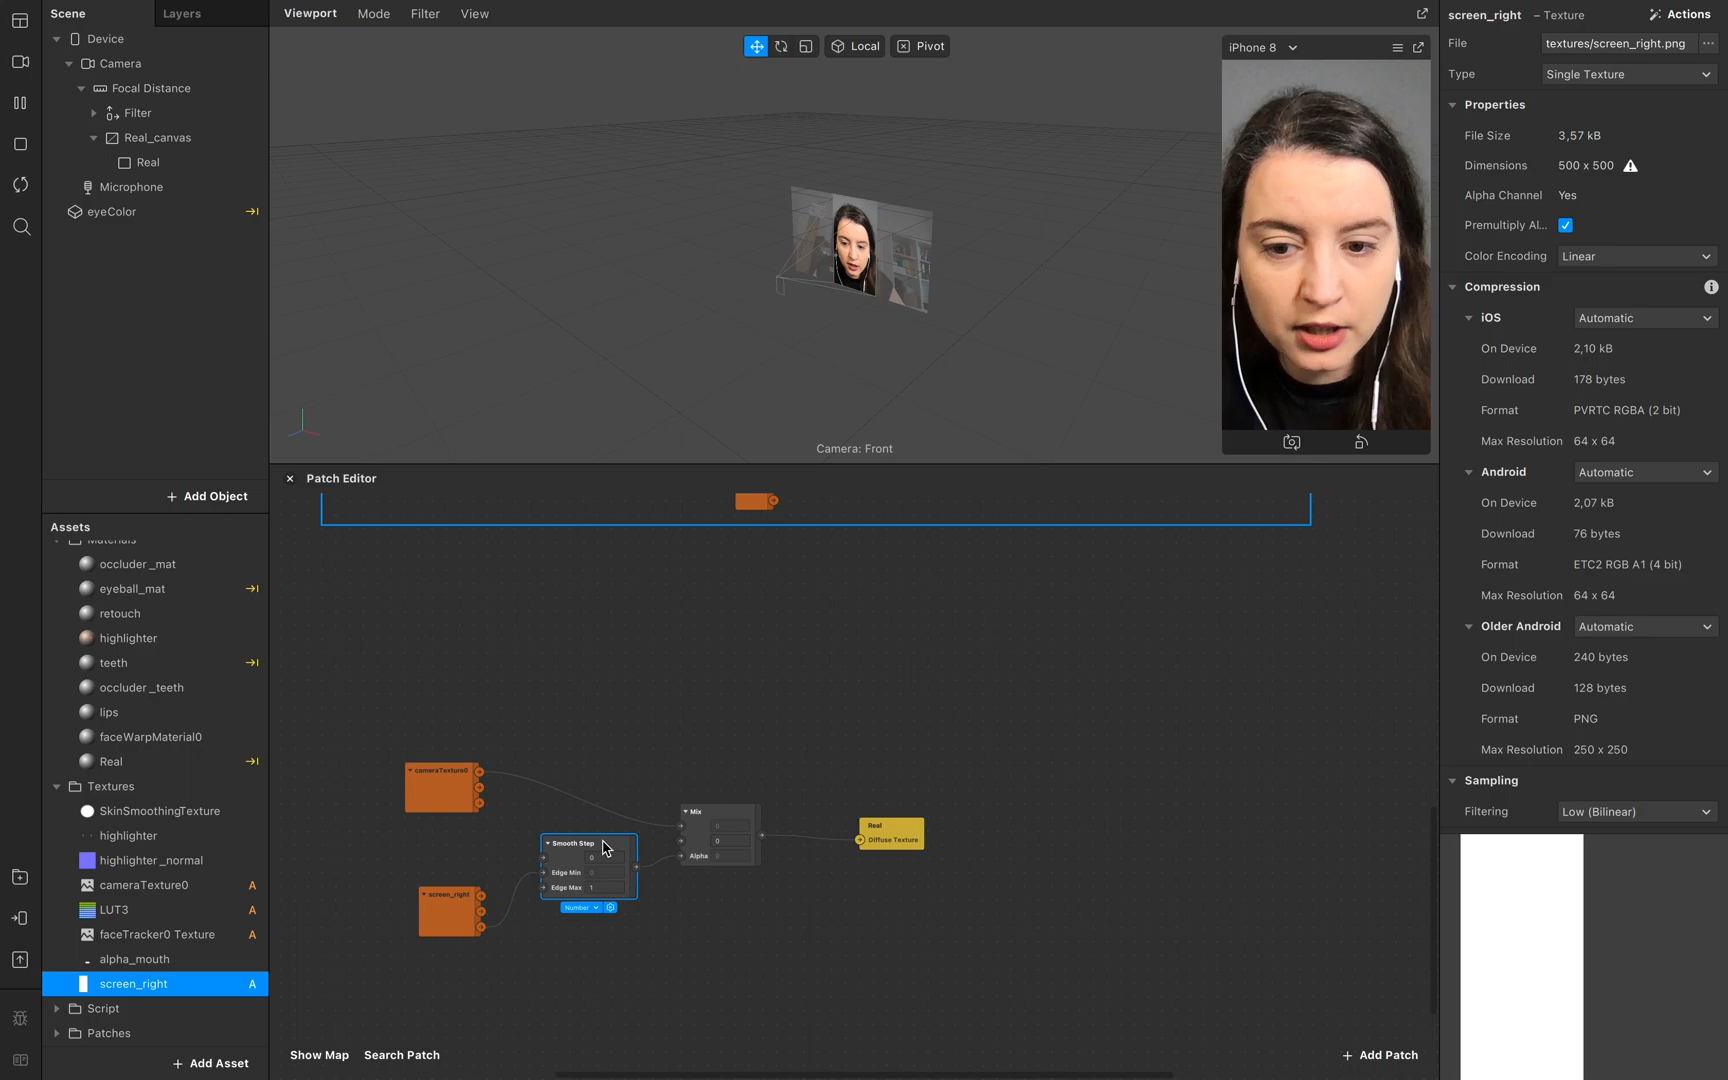 Scene
Layers
Device
Camera
Focal Distance
Filter
Real_canvas
Real
Microphone
eyeColor
Add Object
Assets
Materials
occluder_mat
eyeball_mat
retouch
highlighter
teeth
occluder_teeth
lips
faceWarpMaterial0
Real
Textures
SkinSmoothingTexture
highlighter
highlighter_normal
cameraTexture0 A
LUT3 A
faceTracker0 Texture A
alpha_mouth
screen_right A
Script
Patches
Add Asset
Viewport Mode Filter View
Local
Pivot
iPhone 8
Camera: Front
Patch Editor
cameraTexture0
Smooth Step
0
Edge Min 0
Edge Max 1
Number
screen_right
Mix
0
0
Alpha 0
Real
Diffuse Texture
Show Map
Search Patch
Add Patch
screen_right – Texture
Actions
File textures/screen_right.png
Type Single Texture
Properties
File Size 3,57 kB
Dimensions 500 x 500
Alpha Channel Yes
Premultiply Al...
Color Encoding Linear
Compression
iOS Automatic
On Device 2,10 kB
Download 178 bytes
Format PVRTC RGBA (2 bit)
Max Resolution 64 x 64
Android Automatic
On Device 2,07 kB
Download 76 bytes
Format ETC2 RGB A1 (4 bit)
Max Resolution 64 x 64
Older Android Automatic
On Device 240 bytes
Download 128 bytes
Format PNG
Max Resolution 250 x 250
Sampling
Filtering Low (Bilinear)